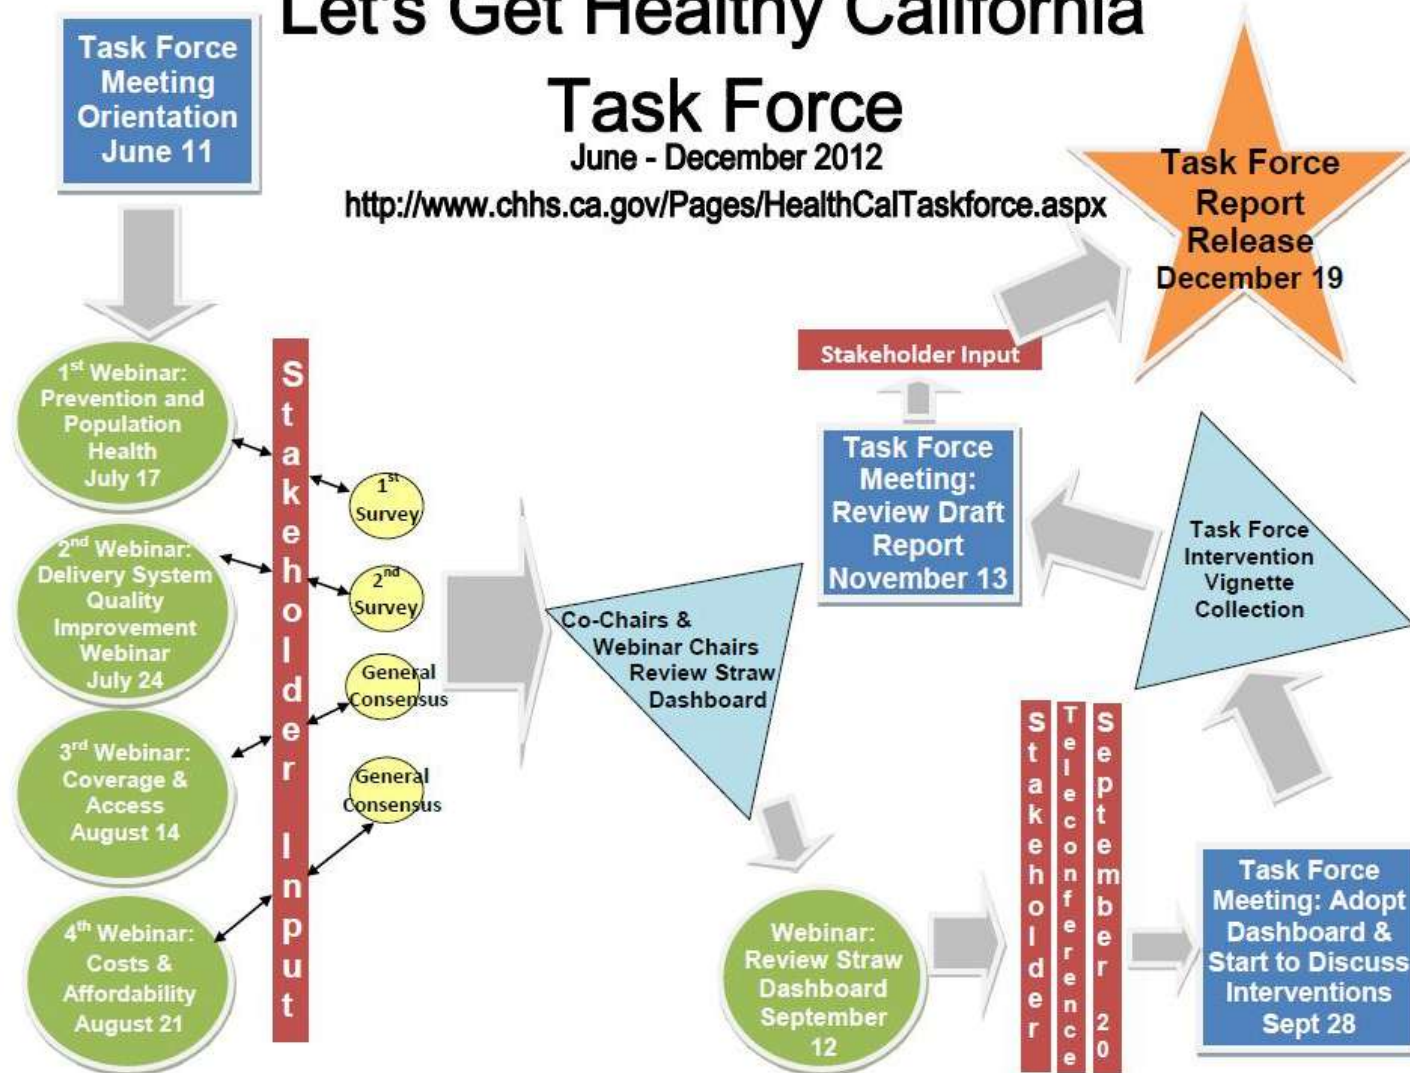 Let's Get Healthy California
Task Force
June - December 2012
http://www.chhs.ca.gov/Pages/HealthCalTaskforce.aspx
Task Force
Meeting
Orientation
June 11
1st Webinar:
Prevention and
Population
Health
July 17
2nd Webinar:
Delivery System
Quality
Improvement
Webinar
July 24
3rd Webinar:
Coverage &
Access
August 14
4th Webinar:
Costs &
Affordability
August 21
Stakeholder Input
1st
Survey
2nd
Survey
General
Consensus
General
Consensus
Co-Chairs &
Webinar Chairs
Review Straw
Dashboard
Webinar:
Review Straw
Dashboard
September
12
Stakeholder
Teleconference
September 20
Task Force
Meeting: Adopt
Dashboard &
Start to Discuss
Interventions
Sept 28
Task Force
Intervention
Vignette
Collection
Task Force
Meeting:
Review Draft
Report
November 13
Stakeholder Input
Task Force
Report
Release
December 19